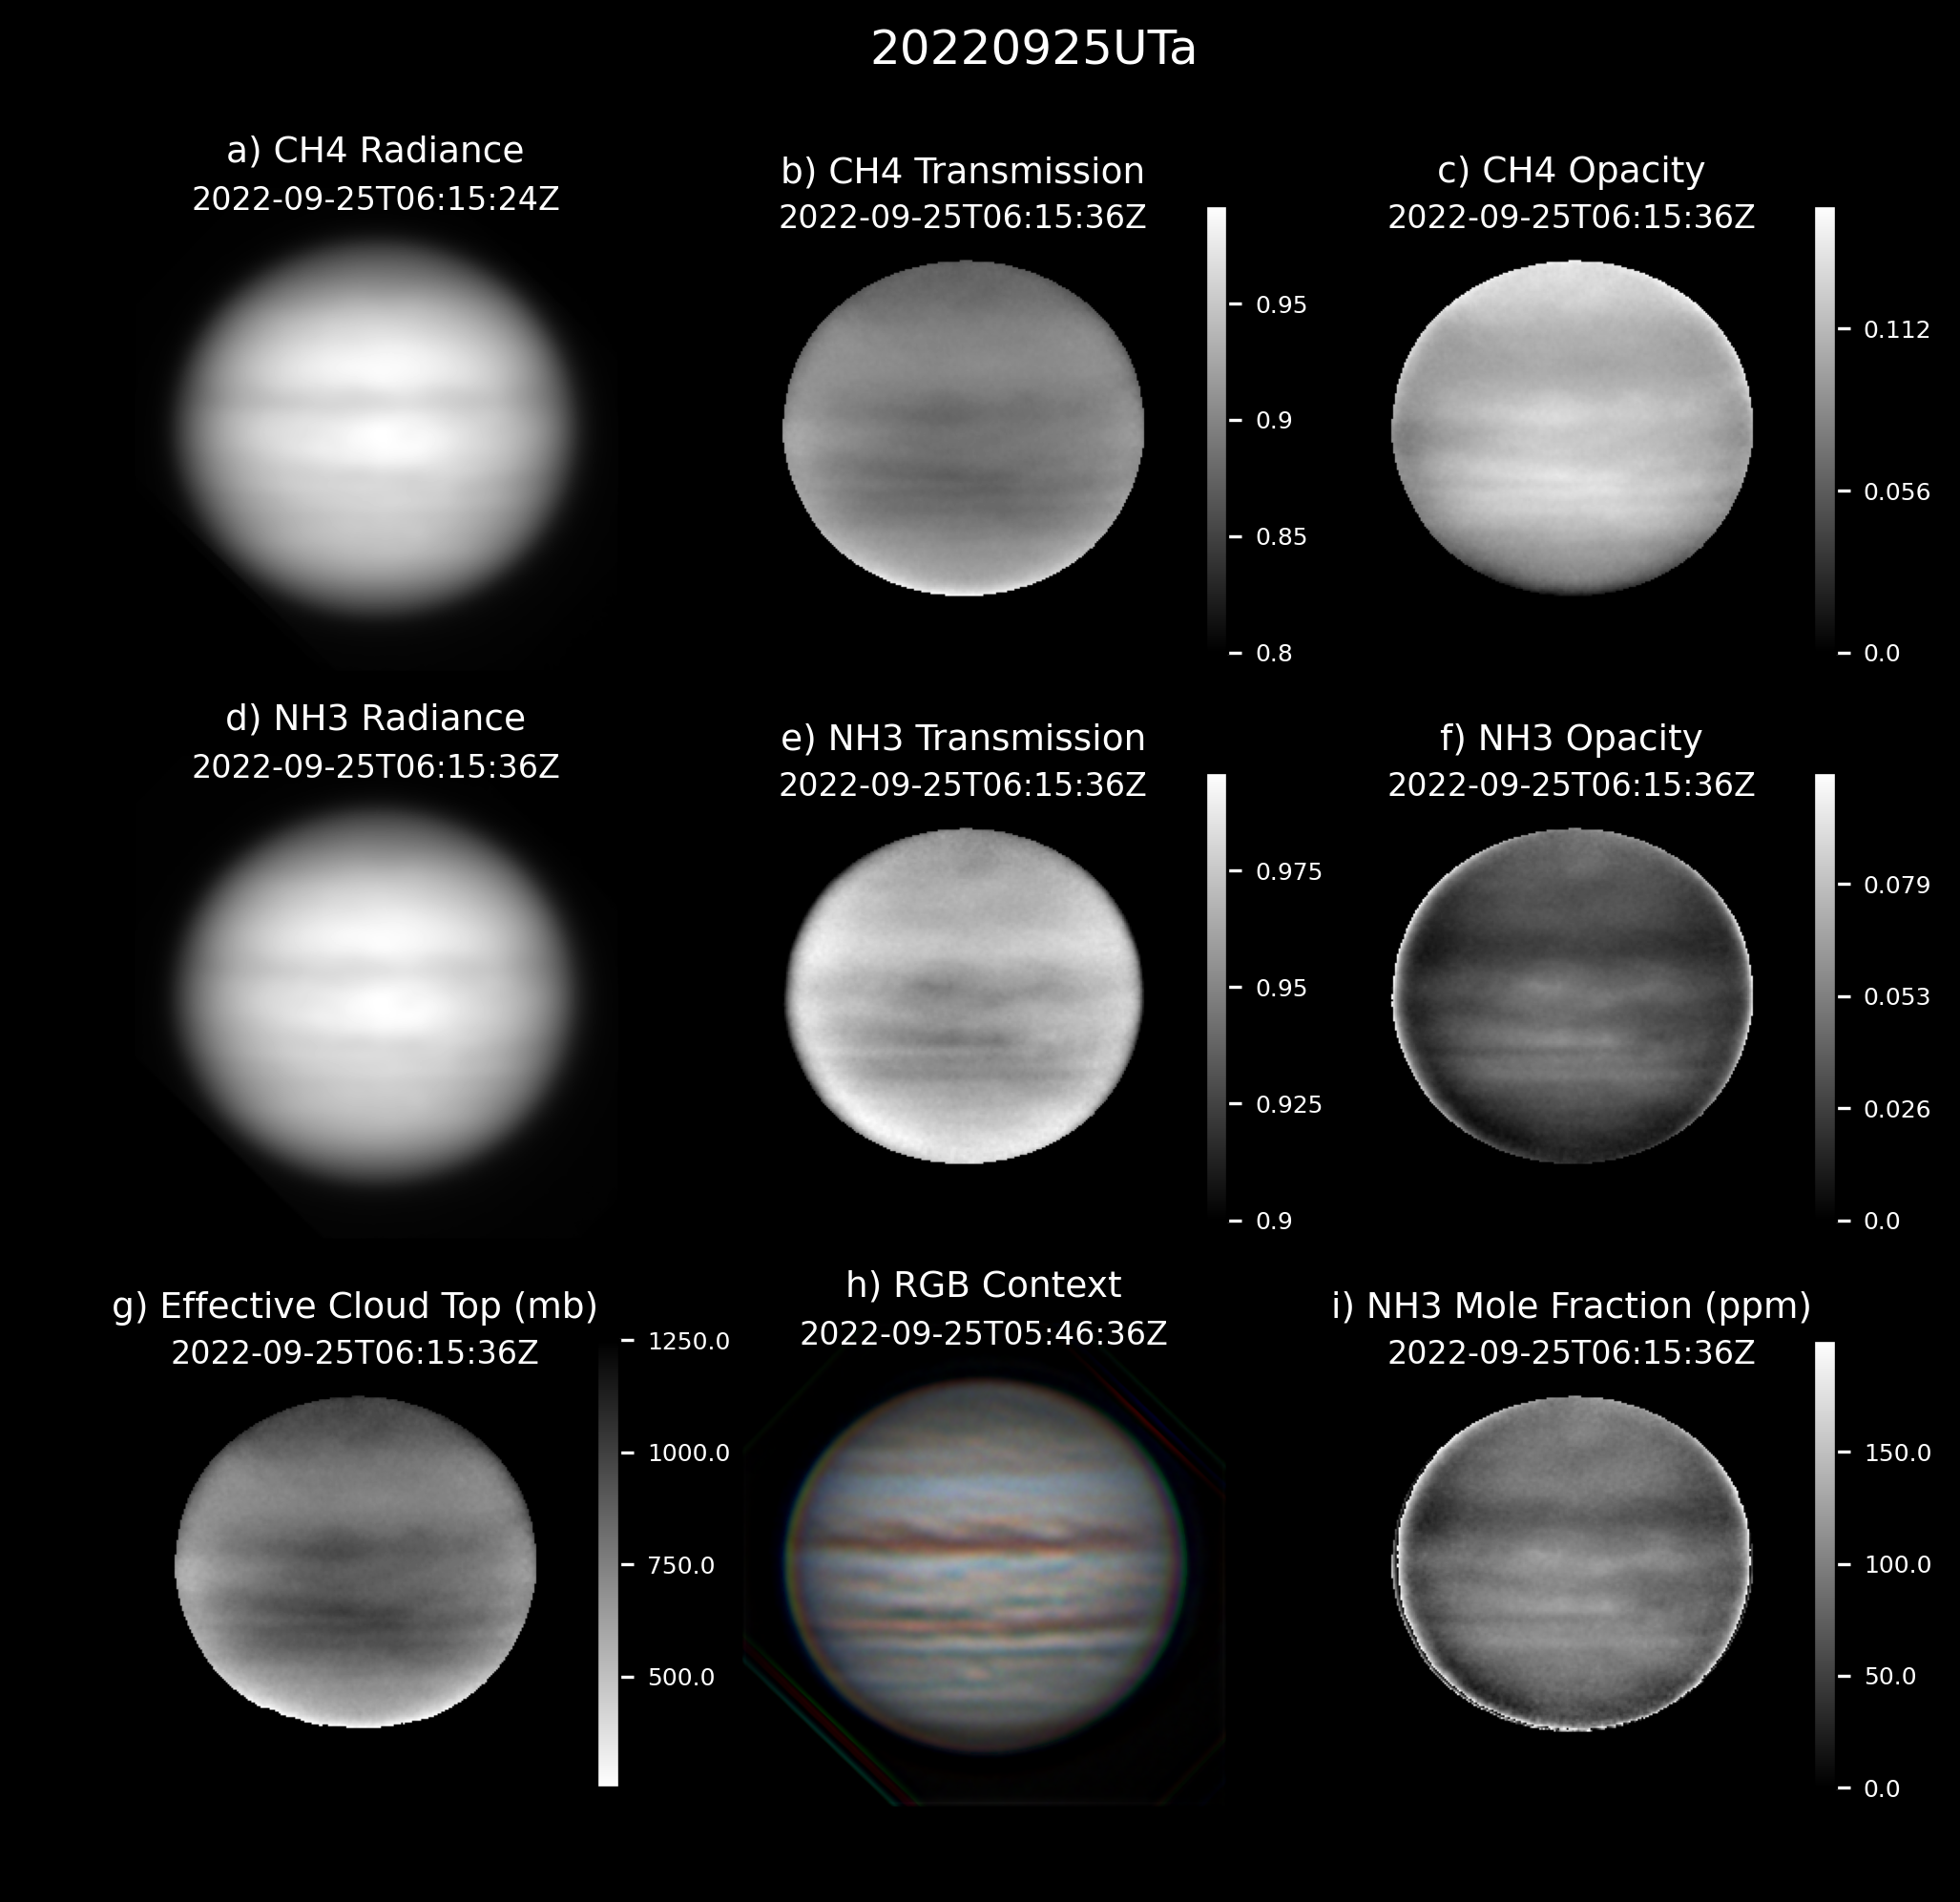 20220925UTa
a) CH4 Radiance
2022-09-25T06:15:24Z
b) CH4 Transmission
2022-09-25T06:15:36Z
0.95
0.9
0.85
0.8
c) CH4 Opacity
2022-09-25T06:15:36Z
0.112
0.056
0.0
d) NH3 Radiance
2022-09-25T06:15:36Z
e) NH3 Transmission
2022-09-25T06:15:36Z
0.975
0.95
0.925
0.9
f) NH3 Opacity
2022-09-25T06:15:36Z
0.079
0.053
0.026
0.0
g) Effective Cloud Top (mb)
2022-09-25T06:15:36Z
1250.0
1000.0
750.0
500.0
h) RGB Context
2022-09-25T05:46:36Z
i) NH3 Mole Fraction (ppm)
2022-09-25T06:15:36Z
150.0
100.0
50.0
0.0